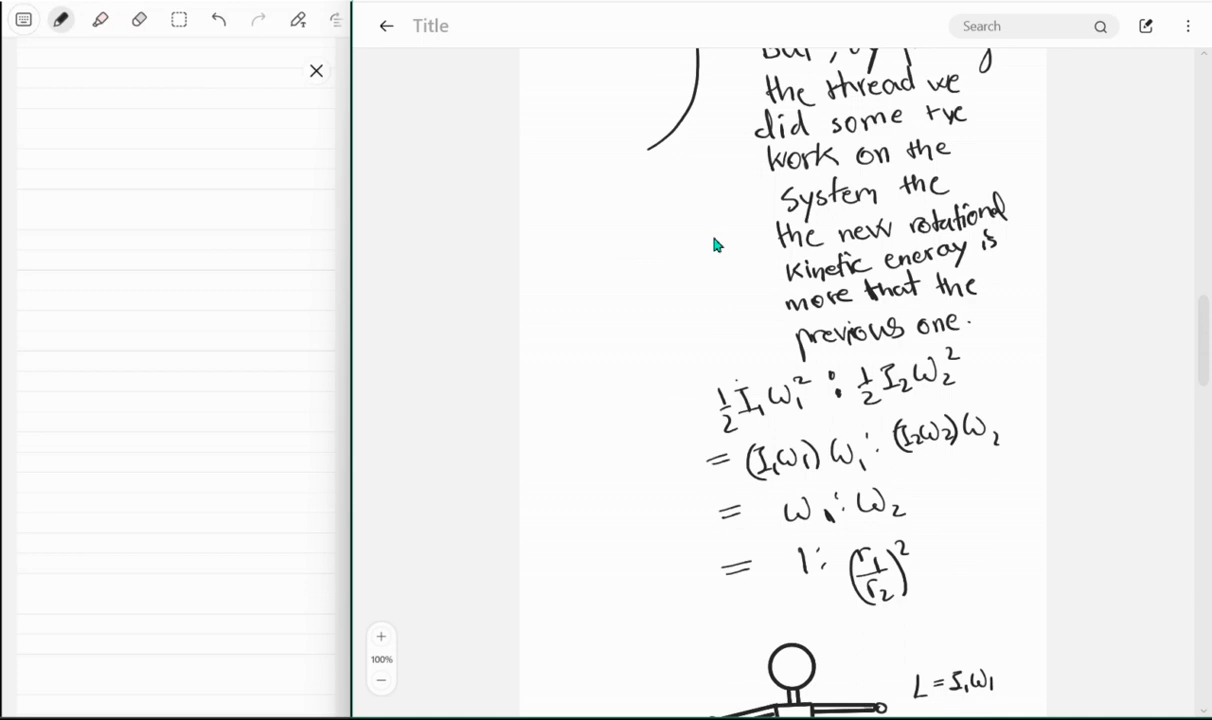 Title
Search
the thread we
did some +ve
work on the
System the
the new rotational
kinetic energy is
more that the
previous one.
½I₁ω₁² : ½I₂ω₂²
= (I₁ω₁) ω₁ : (I₂ω₂) ω₂
= ω₁ : ω₂
= 1 : (r₁/r₂)²
100%
L = I₁ω₁